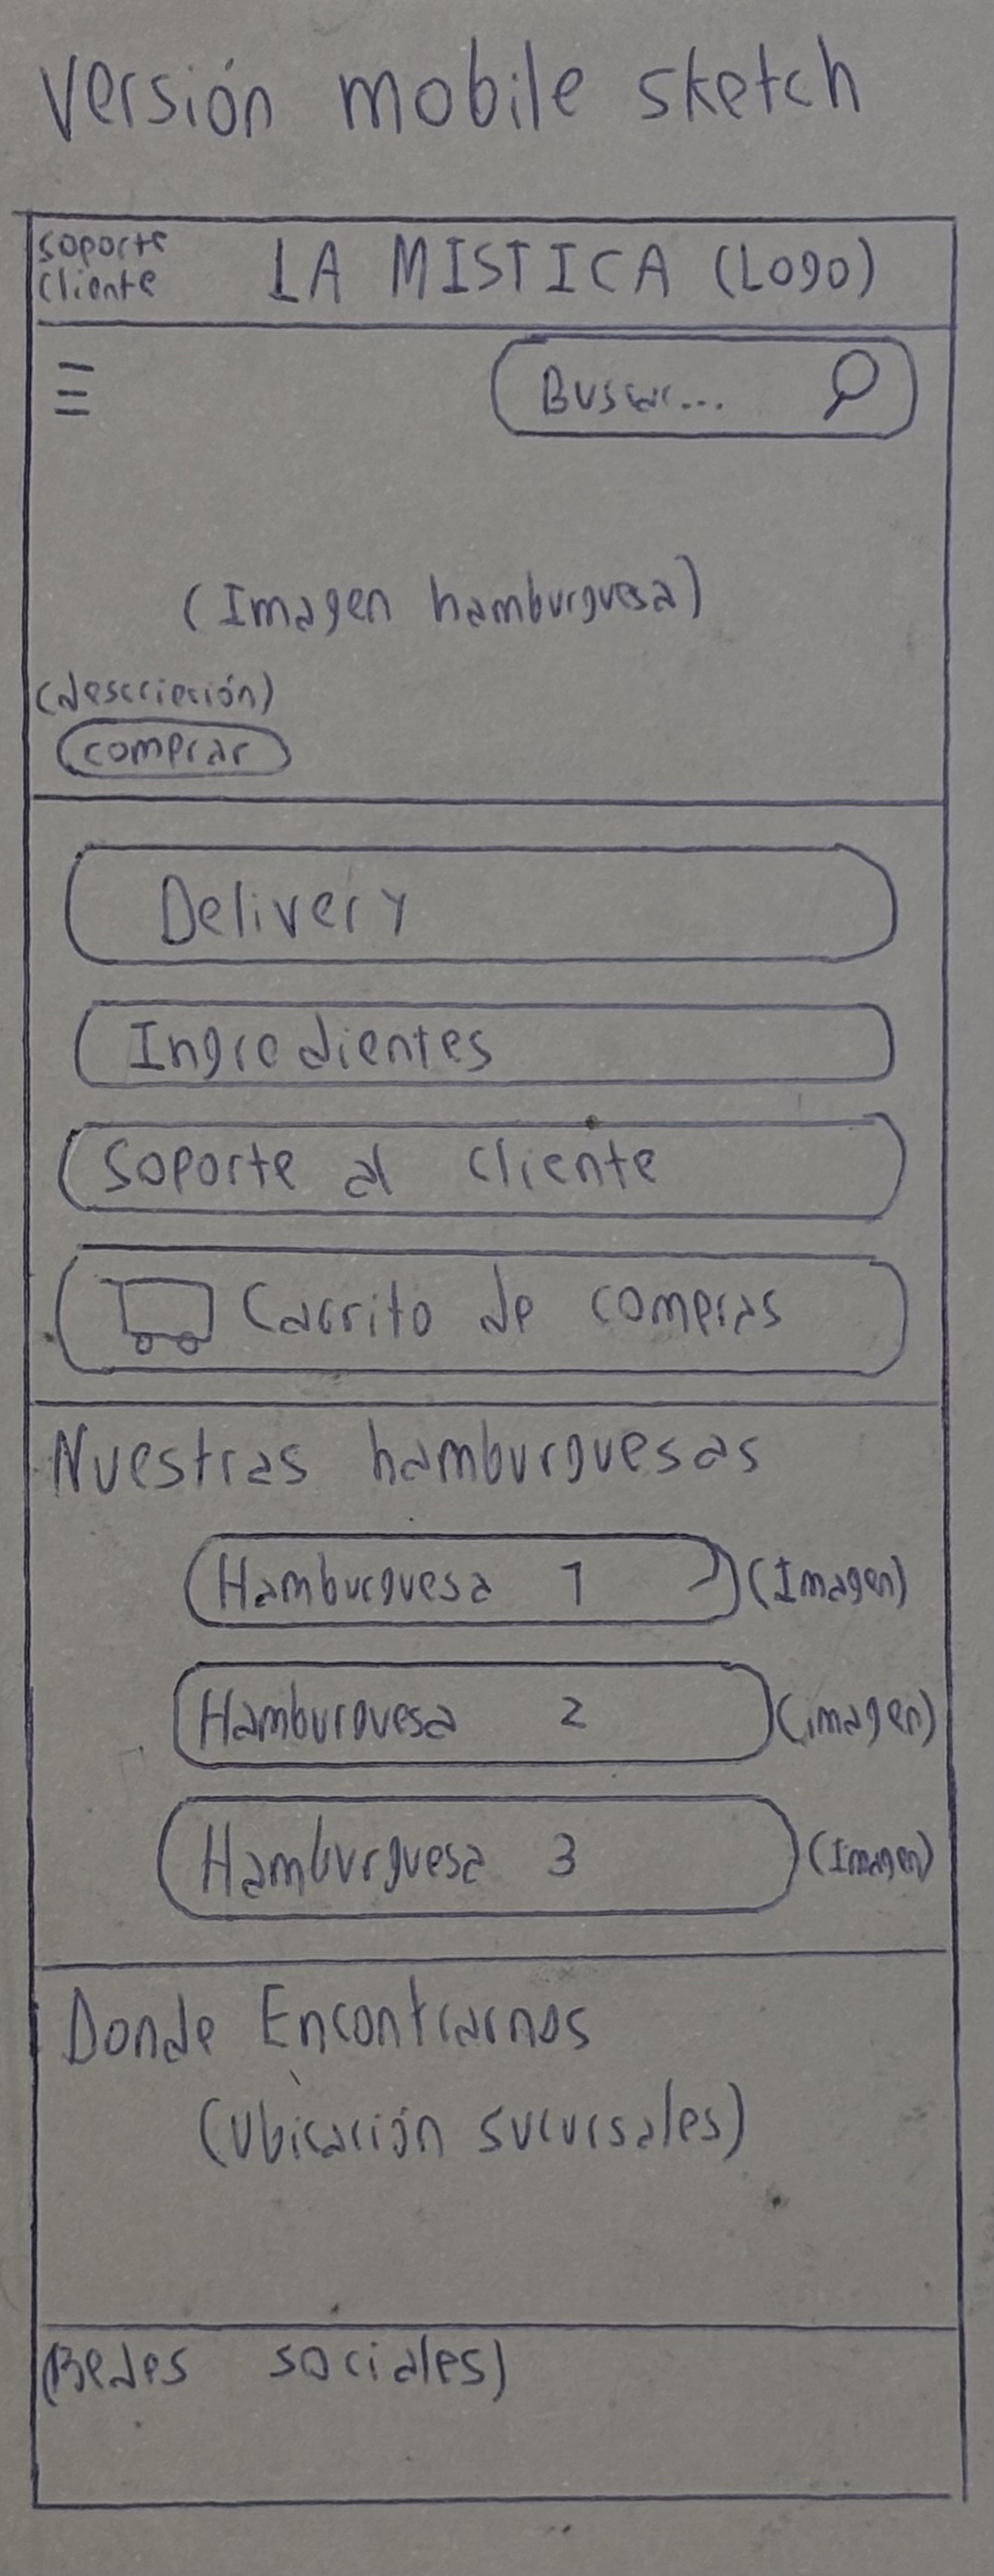 Versión mobile sketch
soporte
cliente
LA MISTICA (Logo)
Buscar...
(Imagen hamburguesa)
(descripción)
comprar
Delivery
Ingredientes
Soporte al cliente
Carrito de compras
Nuestras hamburguesas
Hamburguesa 1 (Imagen)
Hamburguesa 2 (imagen)
Hamburguesa 3 (Imagen)
Donde Encontrarnos
(Ubicación sucursales)
(Redes sociales)